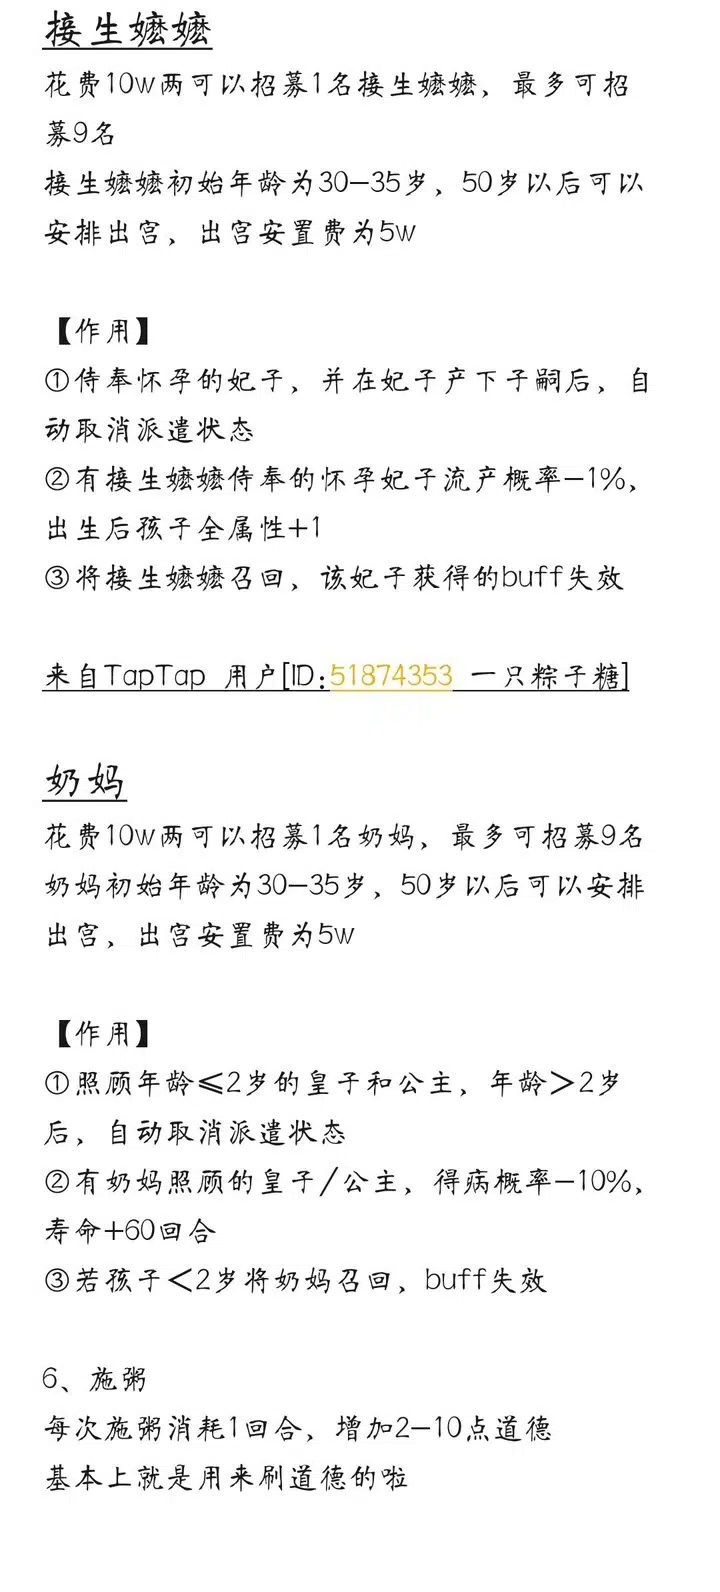 接生嬷嬷
花费10w两可以招募1名接生嬷嬷，最多可招
募9名
接生嬷嬷初始年龄为30-35岁，50岁以后可以
安排出宫，出宫安置费为5w
【作用】
①侍奉怀孕的妃子，并在妃子产下子嗣后，自
动取消派遣状态
②有接生嬷嬷侍奉的怀孕妃子流产概率-1%，
出生后孩子全属性+1
③将接生嬷嬷召回，该妃子获得的buff失效
来自TapTap 用户[ID:51874353 一只粽子糖]
奶妈
花费10w两可以招募1名奶妈，最多可招募9名
奶妈初始年龄为30-35岁，50岁以后可以安排
出宫，出宫安置费为5w
【作用】
①照顾年龄≤2岁的皇子和公主，年龄＞2岁
后，自动取消派遣状态
②有奶妈照顾的皇子/公主，得病概率-10%，
寿命+60回合
③若孩子＜2岁将奶妈召回，buff失效
6、施粥
每次施粥消耗1回合，增加2-10点道德
基本上就是用来刷道德的啦